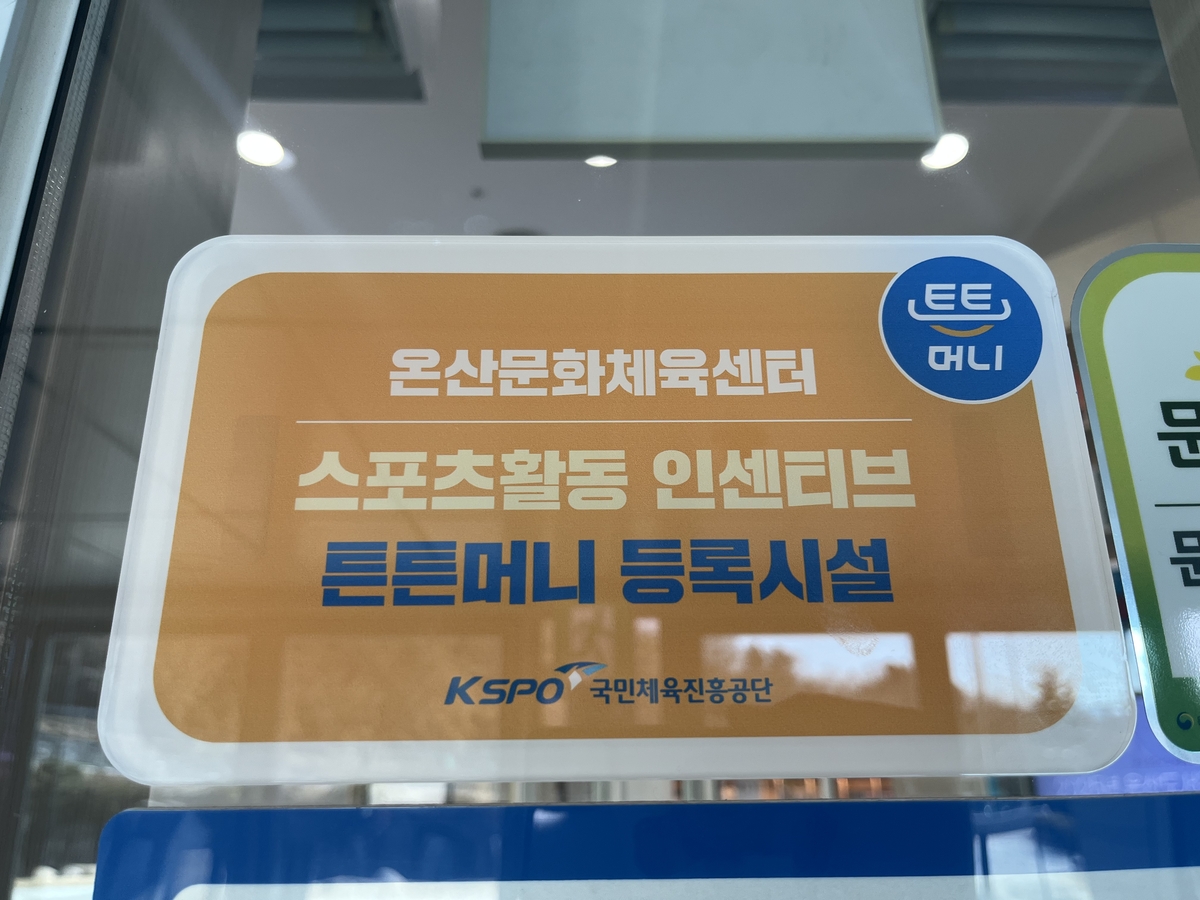 튼튼
머니
온산문화체육센터
스포츠활동 인센티브
튼튼머니 등록시설
KSPO 국민체육진흥공단
문
문